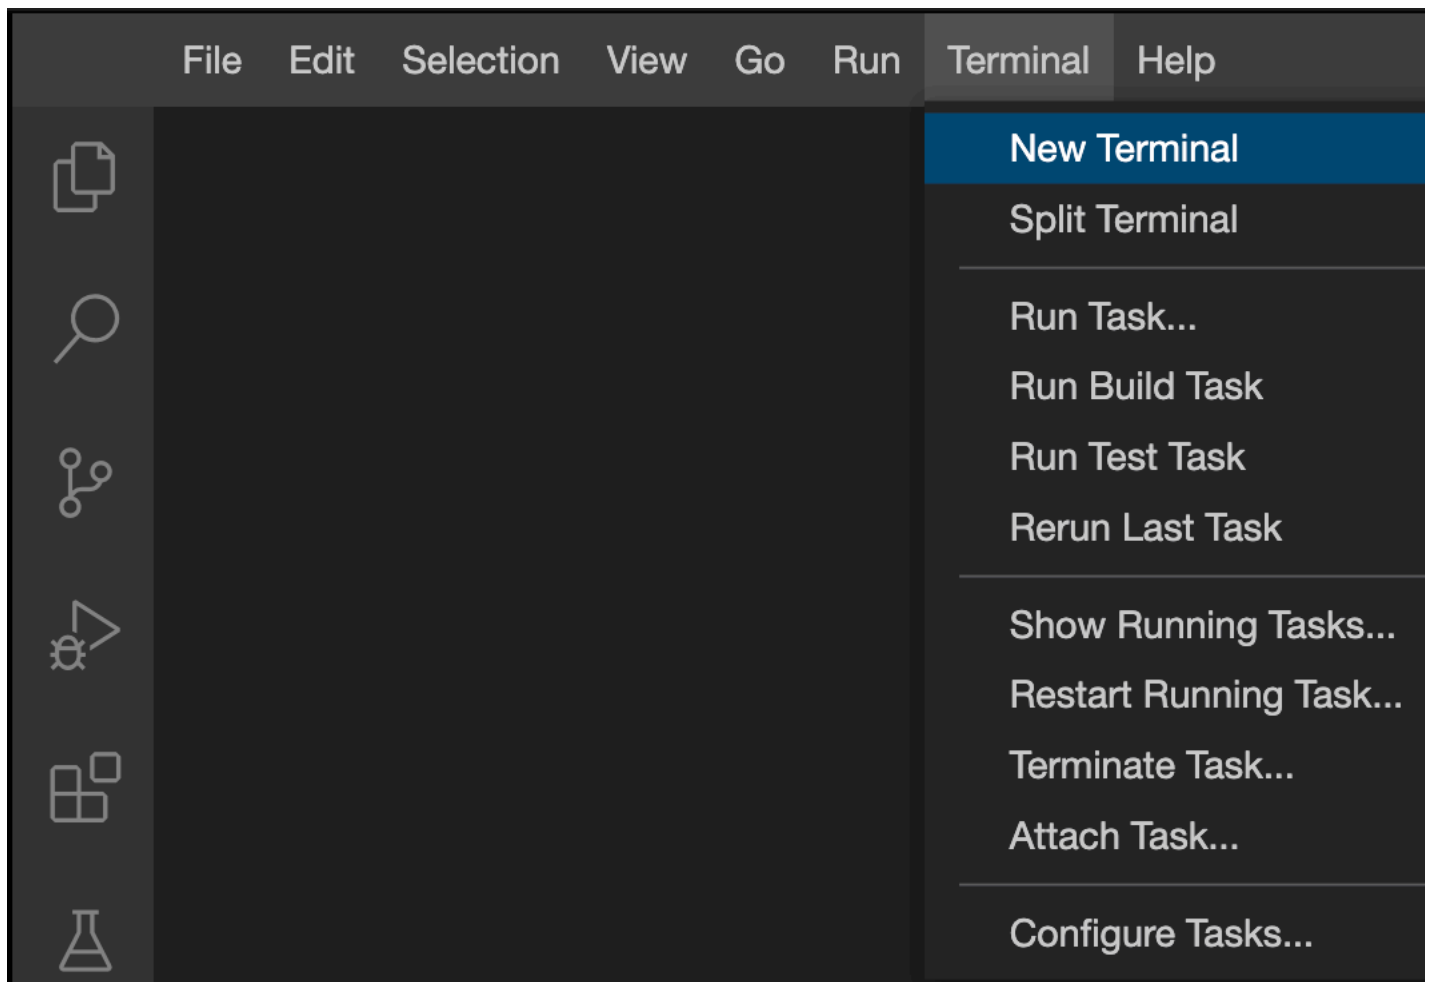 File Edit Selection View Go Run Terminal Help
New Terminal
Split Terminal
Run Task...
Run Build Task
Run Test Task
Rerun Last Task
Show Running Tasks...
Restart Running Task...
Terminate Task...
Attach Task...
Configure Tasks...